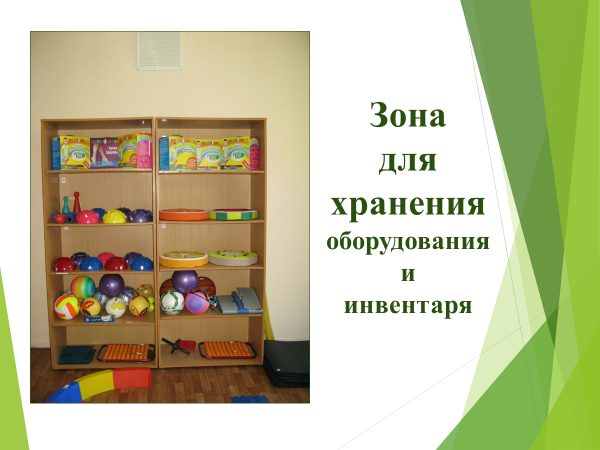 Зона
для
хранения
оборудования
и
инвентаря